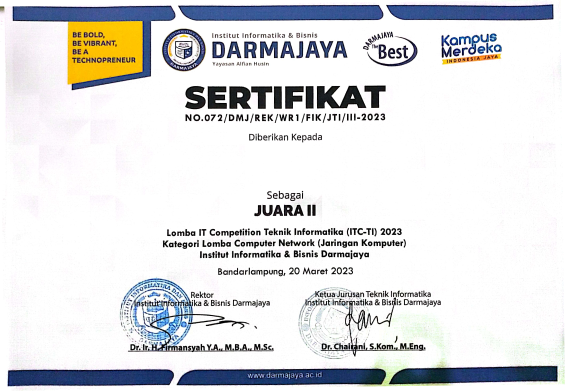 BE BOLD,
BE VIBRANT,
BE A
TECHNOPRENEUR
Institut Informatika & Bisnis
DARMAJAYA
Yayasan Alfian Husin
DARMAJAYA
The Best
Kampus
Merdeka
INDONESIA JAYA
SERTIFIKAT
NO.072/DMJ/REK/WR1/FIK/JTI/III-2023
Diberikan Kepada
Sebagai
JUARA II
Lomba IT Competition Teknik Informatika (ITC-TI) 2023
Kategori Lomba Computer Network (Jaringan Komputer)
Institut Informatika & Bisnis Darmajaya
Bandarlampung, 20 Maret 2023
Rektor
Institut Informatika & Bisnis Darmajaya
Dr. Ir. H. Firmansyah Y.A., M.B.A., M.Sc.
Ketua Jurusan Teknik Informatika
Institut Informatika & Bisnis Darmajaya
Dr. Chairani, S.Kom., M.Eng.
www.darmajaya.ac.id